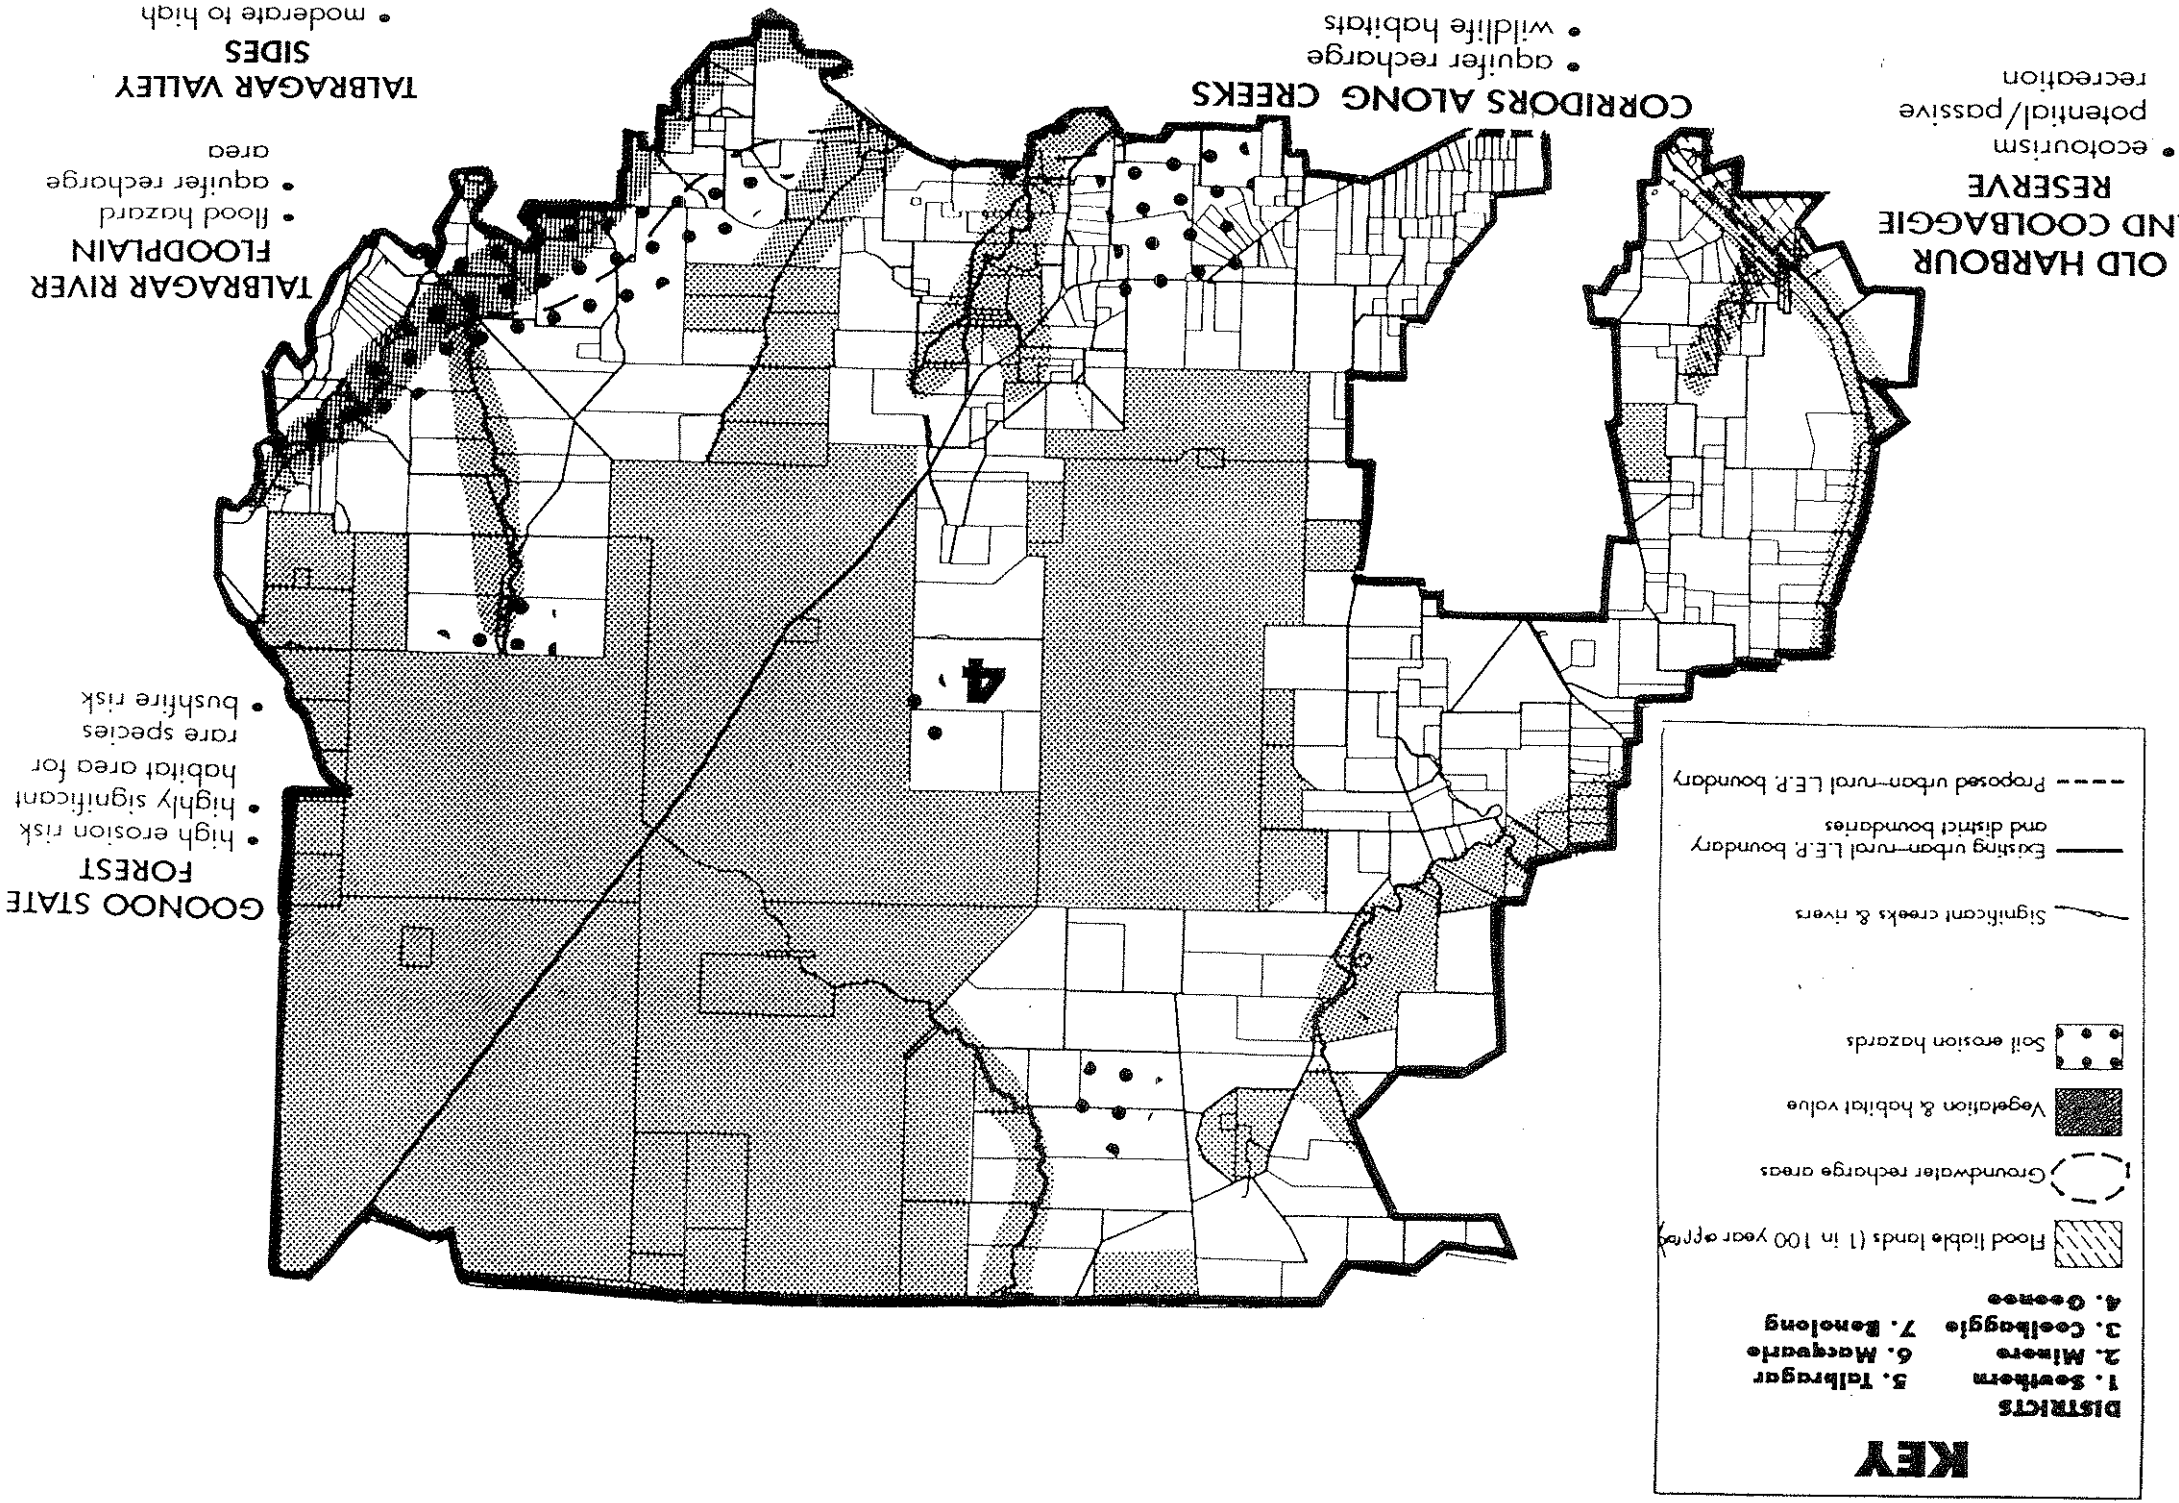 KEY
DISTRICTS
1. Southern 5. Talbragar
2. Minore 6. Macquarie
3. Coolbaggie 7. Benolong
4. Goonoo
Flood liable lands (1 in 100 year approx)
Groundwater recharge areas
Vegetation & habitat value
Soil erosion hazards
Significant creeks & rivers
Existing urban-rural L.E.P. boundary
and district boundaries
Proposed urban-rural L.E.P. boundary
4
GOONOO STATE
FOREST
• high erosion risk
• highly significant
habitat area for
rare species
• bushfire risk
OLD HARBOUR
ND COOLBAGGIE
RESERVE
• ecotourism
potential/passive
recreation
CORRIDORS ALONG CREEKS
• aquifer recharge
• wildlife habitats
TALBRAGAR RIVER
FLOODPLAIN
• flood hazard
• aquifer recharge
area
TALBRAGAR VALLEY
SIDES
• moderate to high